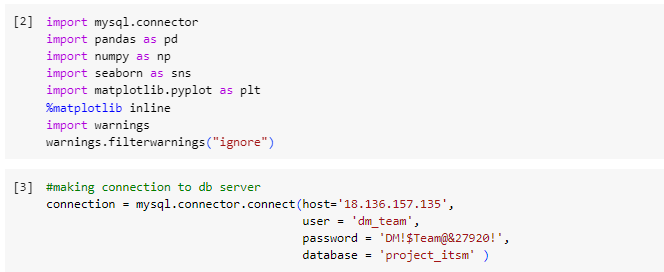 [2] import mysql.connector
import pandas as pd
import numpy as np
import seaborn as sns
import matplotlib.pyplot as plt
%matplotlib inline
import warnings
warnings.filterwarnings("ignore")
[3] #making connection to db server
connection = mysql.connector.connect(host='18.136.157.135',
user = 'dm_team',
password = 'DM!$Team@&27920!',
database = 'project_itsm' )